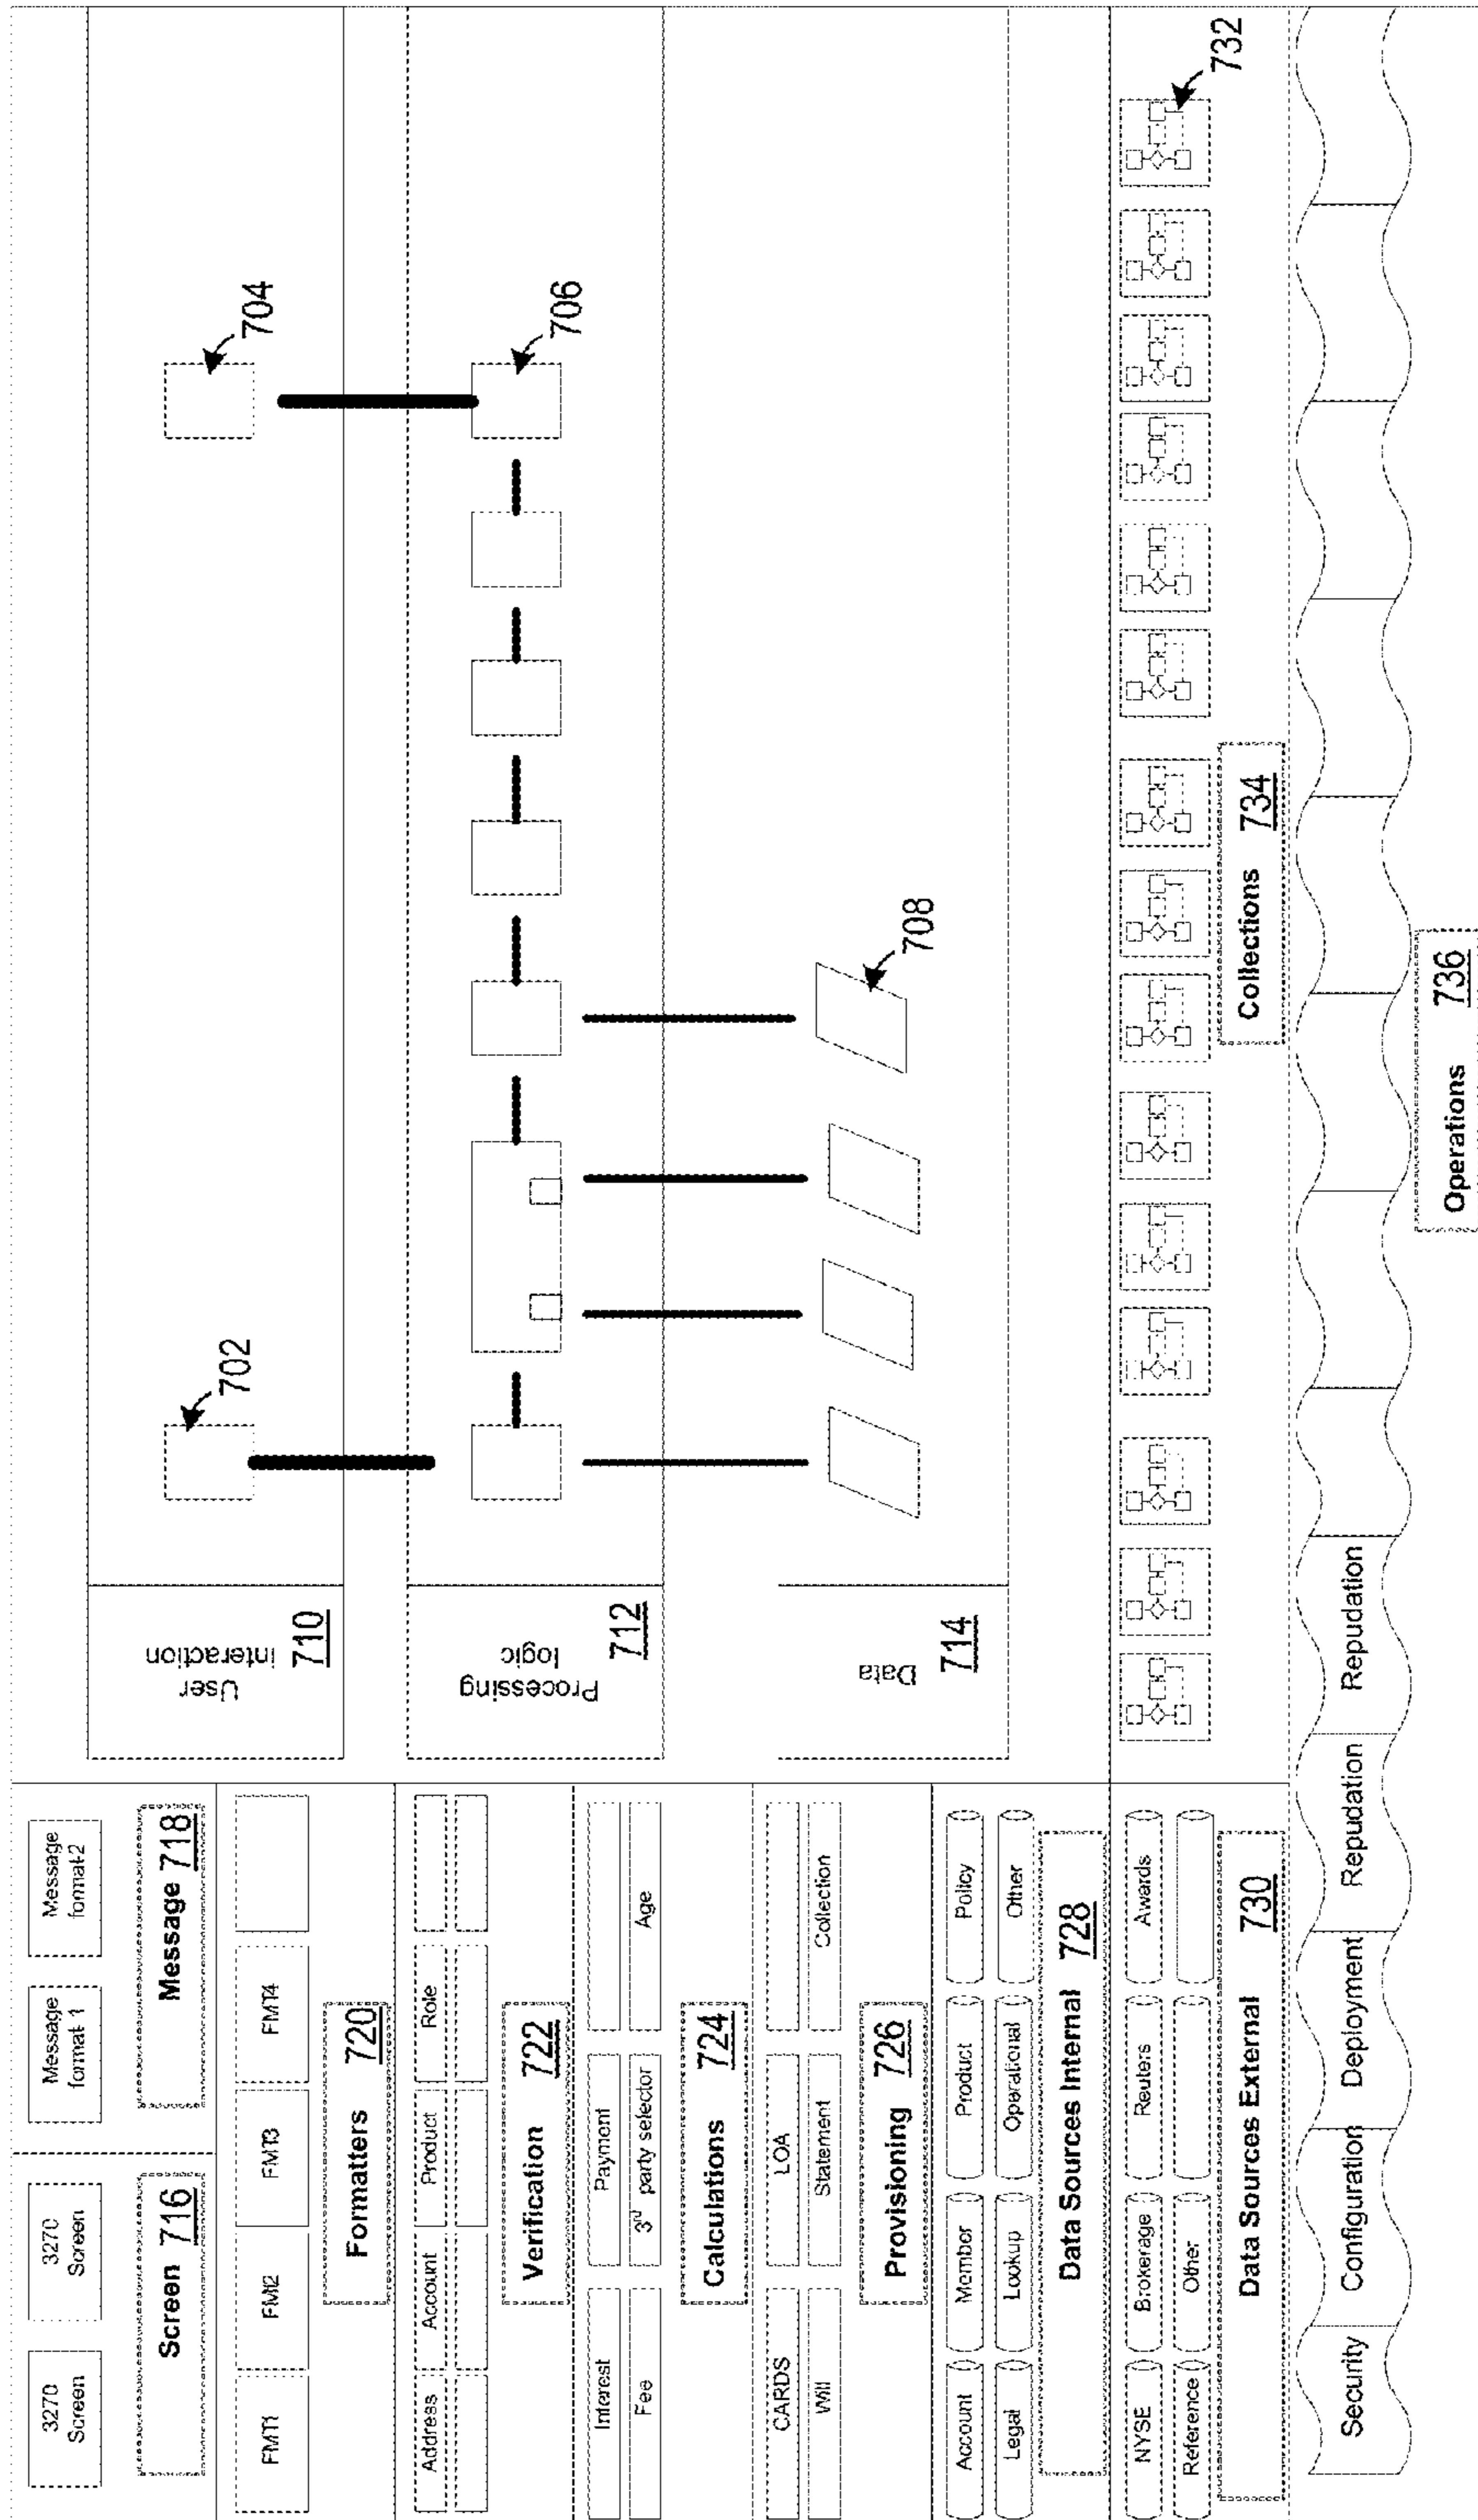 3270
Screen
3270
Screen
Message
format-1
Message
format-2
Screen 716
Message 718
FMT1
FMT2
FMT3
FMT4
Formatters 720
Address
Account
Product
Role
Verification 722
Interest
Payment
Fee
3rd party selector
Age
Calculations 724
CARDS
LOA
Will
Statement
Collection
Provisioning 726
Account
Member
Product
Policy
Legal
Lookup
Operational
Other
Data Sources Internal 728
NYSE
Brokerage
Reuters
Awards
Reference
Other
Data Sources External 730
User
interaction
710
Processing
logic
712
Data
714
702
704
706
708
732
Collections 734
Security
Configuration
Deployment
Repudation
Repudation
Operations 736